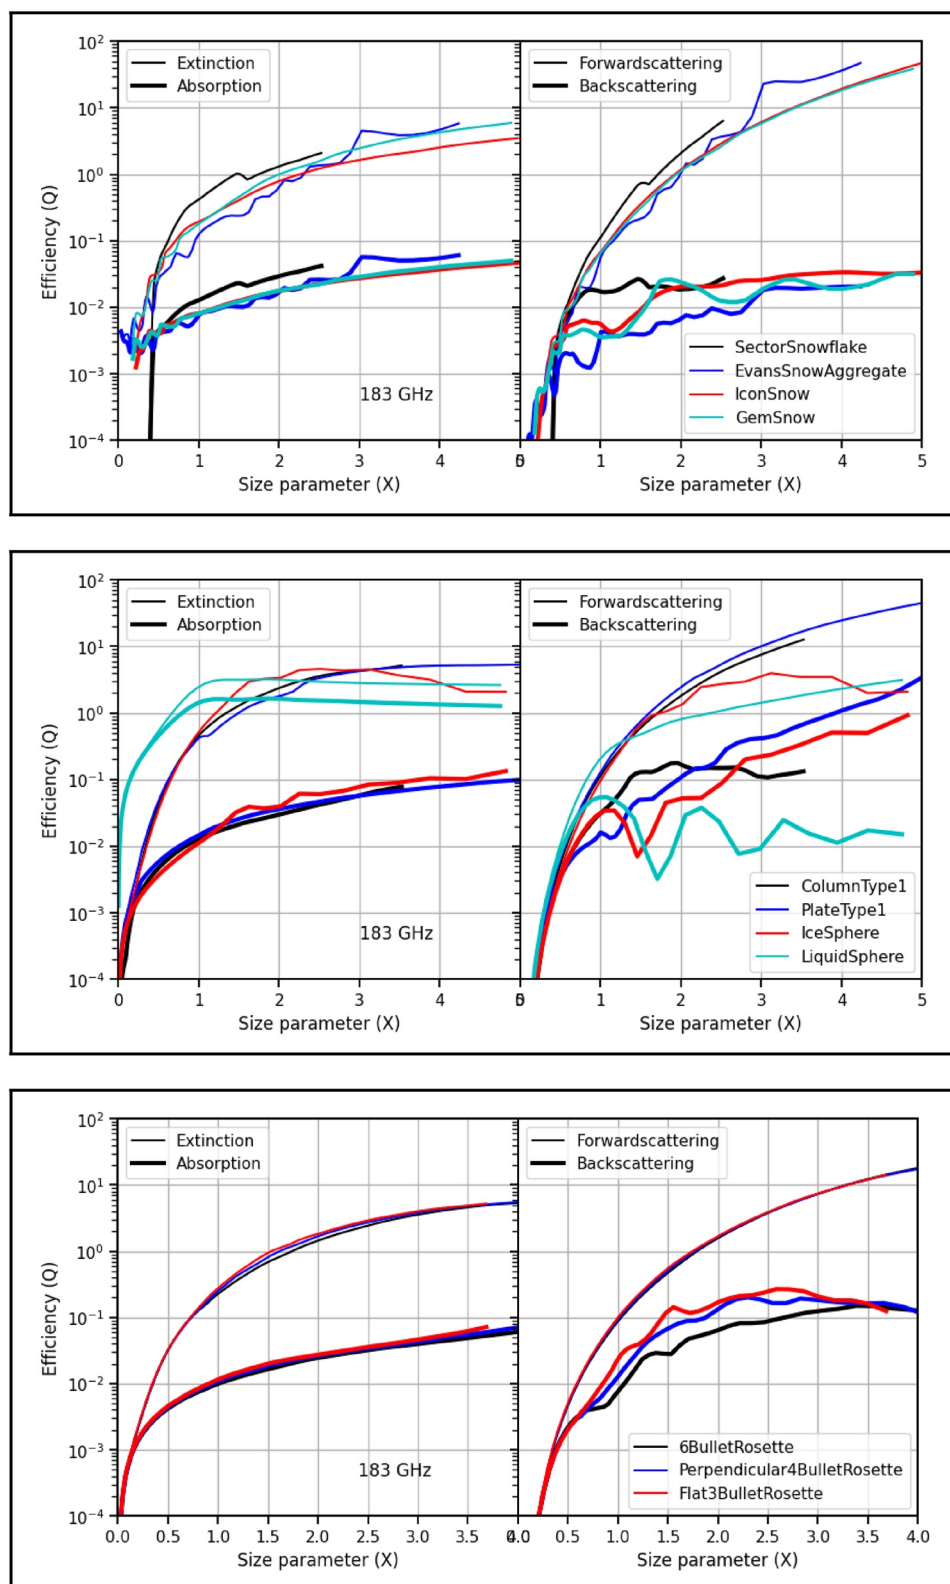 Extinction
Absorption
Forwardscattering
Backscattering
10²
10¹
10⁰
10⁻¹
10⁻²
10⁻³
10⁻⁴
Efficiency (Q)
183 GHz
SectorSnowflake
EvansSnowAggregate
IconSnow
GemSnow
0 1 2 3 4 5
0 1 2 3 4 5
Size parameter (X) Size parameter (X)
Extinction
Absorption
Forwardscattering
Backscattering
10²
10¹
10⁰
10⁻¹
10⁻²
10⁻³
10⁻⁴
Efficiency (Q)
183 GHz
ColumnType1
PlateType1
IceSphere
LiquidSphere
0 1 2 3 4 5
0 1 2 3 4 5
Size parameter (X) Size parameter (X)
Extinction
Absorption
Forwardscattering
Backscattering
10²
10¹
10⁰
10⁻¹
10⁻²
10⁻³
10⁻⁴
Efficiency (Q)
183 GHz
6BulletRosette
Perpendicular4BulletRosette
Flat3BulletRosette
0.0 0.5 1.0 1.5 2.0 2.5 3.0 3.5 4.0
0.0 0.5 1.0 1.5 2.0 2.5 3.0 3.5 4.0
Size parameter (X) Size parameter (X)